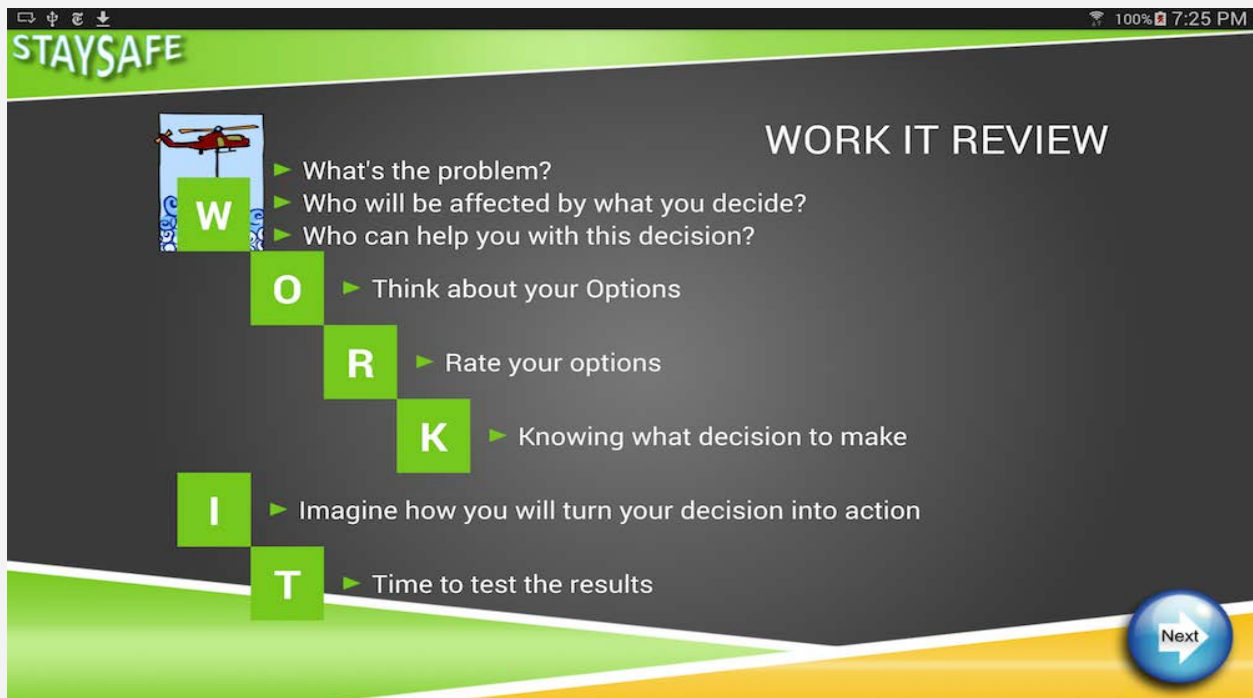 100% 7:25 PM
STAYSAFE
WORK IT REVIEW
What's the problem?
Who will be affected by what you decide?
W
Who can help you with this decision?
O
Think about your Options
R
Rate your options
K
Knowing what decision to make
I
Imagine how you will turn your decision into action
T
Time to test the results
Next